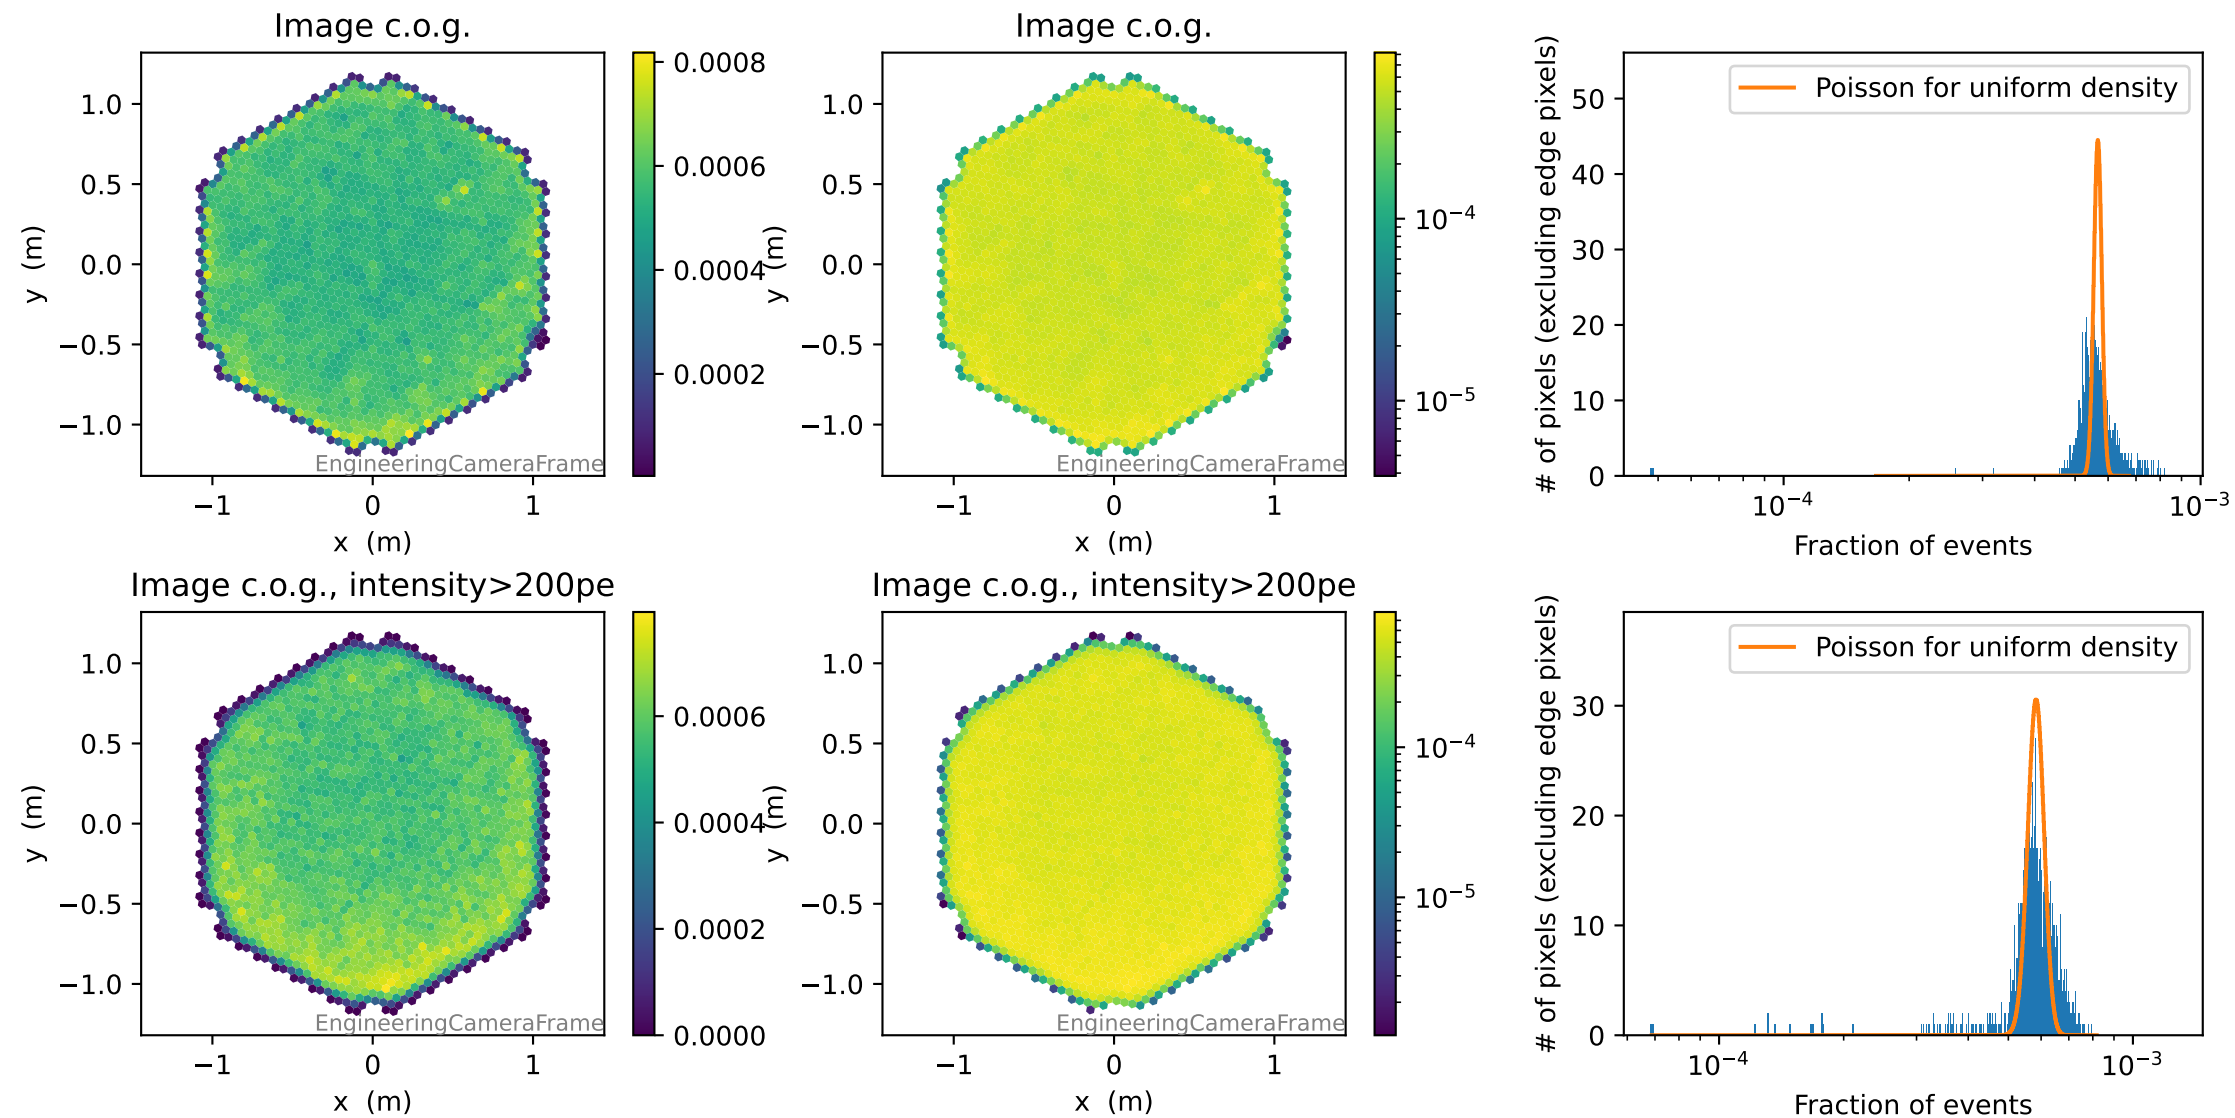 Image c.o.g.
1.0
0.5
0.0
−0.5
−1.0
y (m)
−1
0
1
x (m)
EngineeringCameraFrame
0.0008
0.0006
0.0004
0.0002
Image c.o.g.
1.0
0.5
0.0
−0.5
−1.0
y (m)
−1
0
1
x (m)
EngineeringCameraFrame
10⁻⁴
10⁻⁵
Poisson for uniform density
50
40
30
20
10
0
# of pixels (excluding edge pixels)
10⁻⁴
10⁻³
Fraction of events
Image c.o.g., intensity>200pe
1.0
0.5
0.0
−0.5
−1.0
y (m)
−1
0
1
x (m)
EngineeringCameraFrame
0.0006
0.0004
0.0002
0.0000
Image c.o.g., intensity>200pe
1.0
0.5
0.0
−0.5
−1.0
y (m)
−1
0
1
x (m)
EngineeringCameraFrame
10⁻⁴
10⁻⁵
Poisson for uniform density
30
20
10
0
# of pixels (excluding edge pixels)
10⁻⁴
10⁻³
Fraction of events